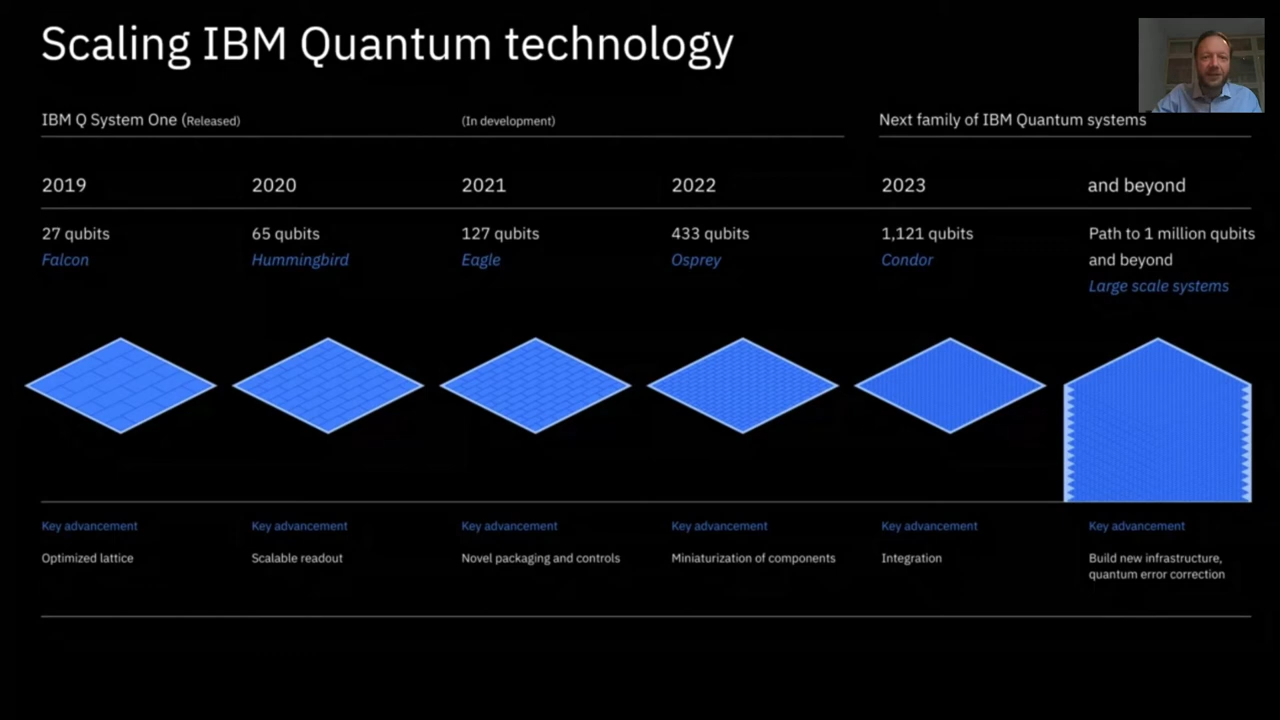 Scaling IBM Quantum technology
IBM Q System One (Released)
(In development)
Next family of IBM Quantum systems
2019
2020
2021
2022
2023
and beyond
27 qubits
Falcon
65 qubits
Hummingbird
127 qubits
Eagle
433 qubits
Osprey
1,121 qubits
Condor
Path to 1 million qubits
and beyond
Large scale systems
Key advancement
Optimized lattice
Key advancement
Scalable readout
Key advancement
Novel packaging and controls
Key advancement
Miniaturization of components
Key advancement
Integration
Key advancement
Build new infrastructure,
quantum error correction